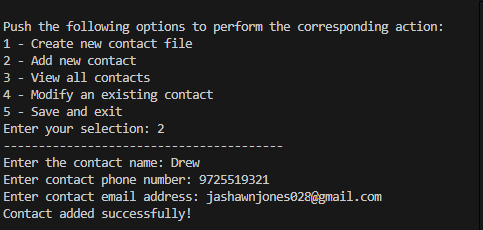 Push the following options to perform the corresponding action:
1 - Create new contact file
2 - Add new contact
3 - View all contacts
4 - Modify an existing contact
5 - Save and exit
Enter your selection: 2
----------------------------------------
Enter the contact name: Drew
Enter contact phone number: 9725519321
Enter contact email address: jashawnjones028@gmail.com
Contact added successfully!